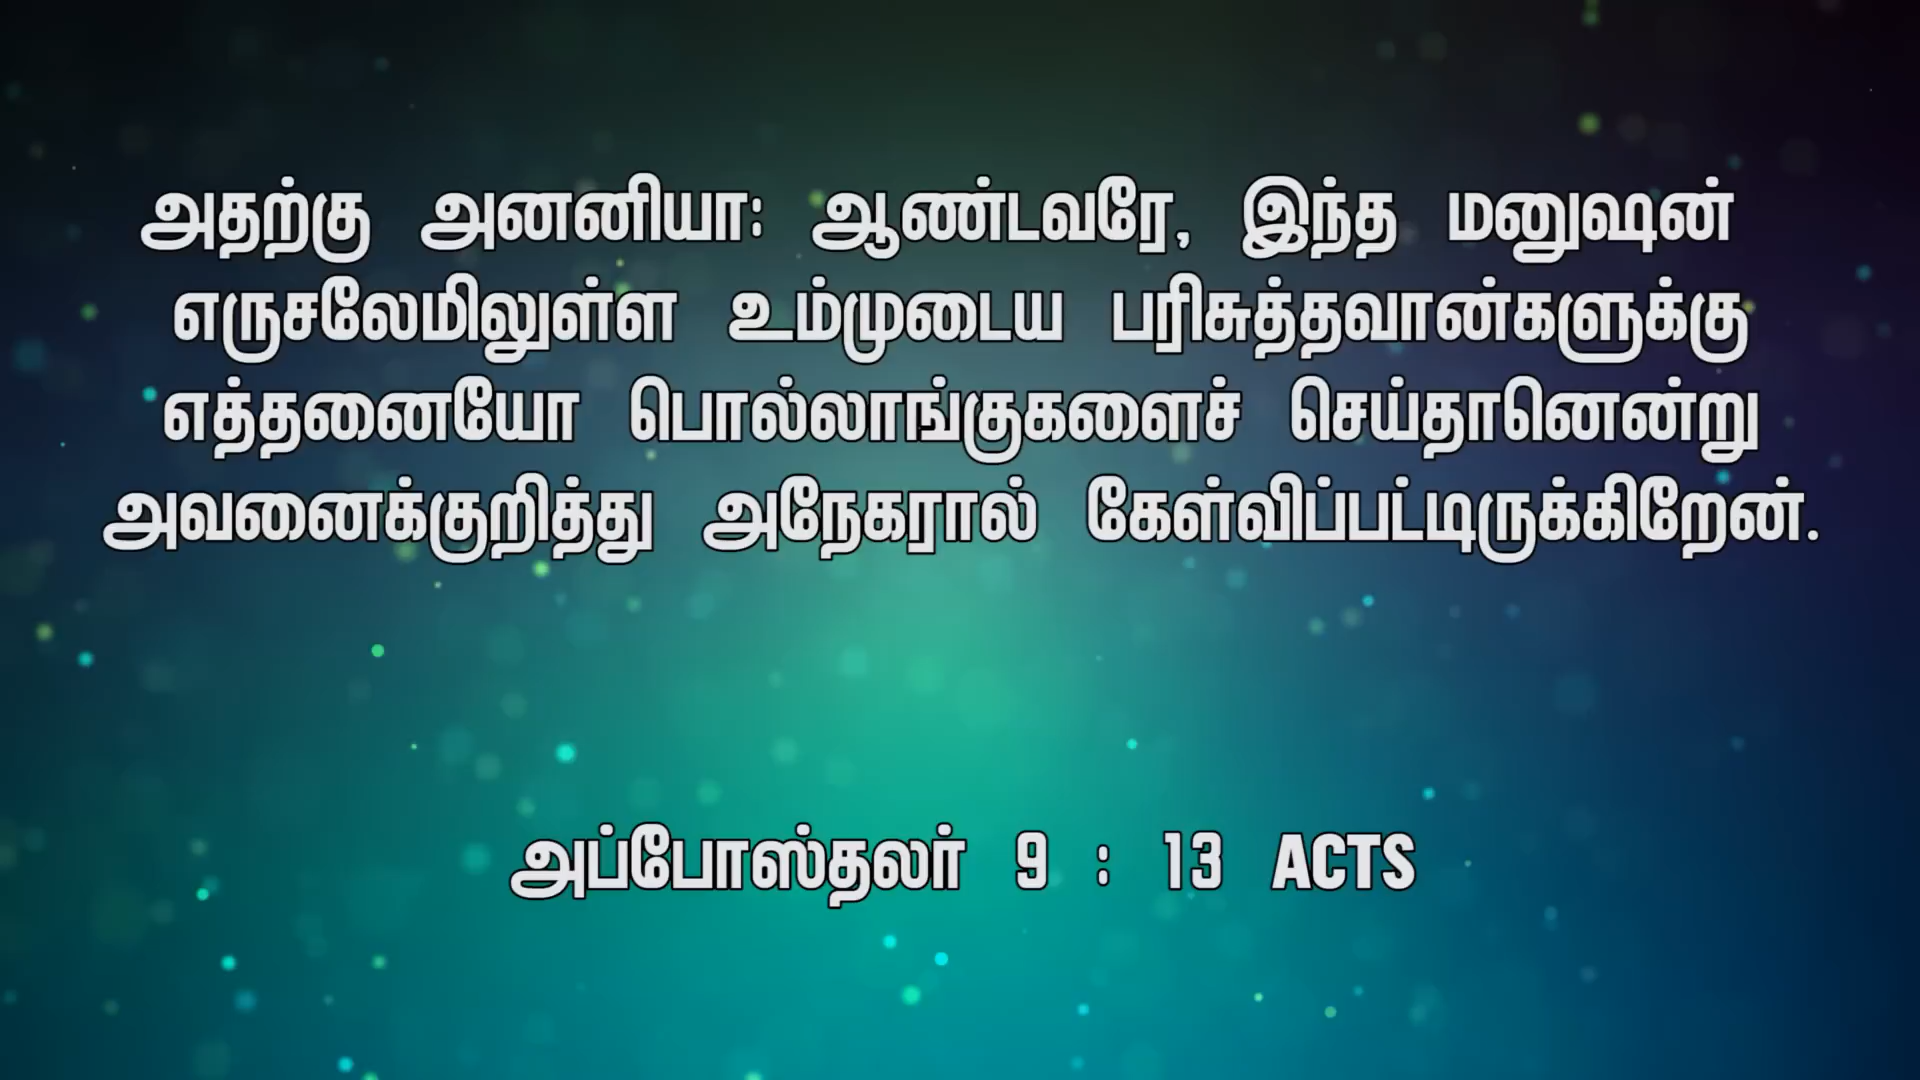 அதற்கு அனனியா: ஆண்டவரே, இந்த மனுஷன்
எருசலேமிலுள்ள உம்முடைய பரிசுத்தவான்களுக்கு
எத்தனையோ பொல்லாங்குகளைச் செய்தானென்று
அவனைக்குறித்து அநேகரால் கேள்விப்பட்டிருக்கிறேன்.
அப்போஸ்தலர் 9 : 13 ACTS